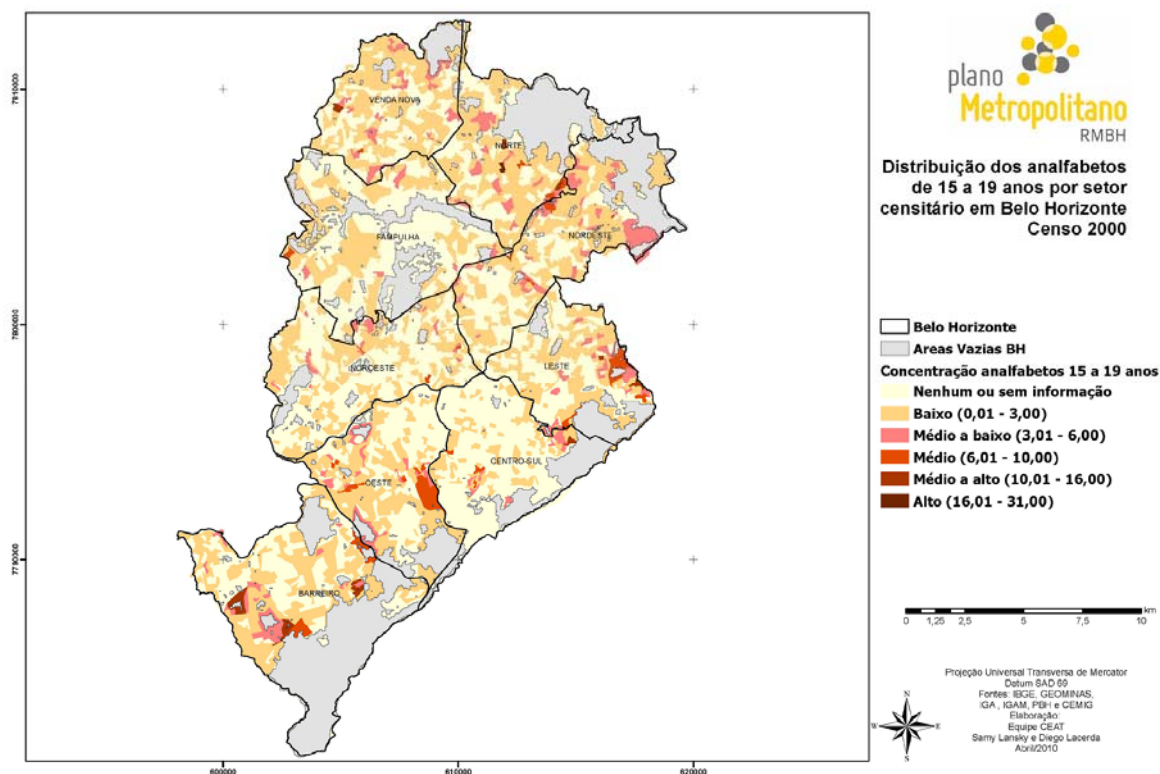 plano
Metropolitano
RMBH
Distribuição dos analfabetos
de 15 a 19 anos por setor
censitário em Belo Horizonte
Censo 2000
Belo Horizonte
Areas Vazias BH
Concentração analfabetos 15 a 19 anos
Nenhum ou sem informação
Baixo (0,01 - 3,00)
Médio a baixo (3,01 - 6,00)
Médio (6,01 - 10,00)
Médio a alto (10,01 - 16,00)
Alto (16,01 - 31,00)
km
0 1,25 2,5 5 7,5 10
Projeção Universal Transversa de Mercator
Datum SAD 69
Fontes: IBGE, GEOMINAS,
IGA , IGAM, PBH e CEMIG
Elaboração:
Equipe CEAT
Samy Lansky e Diego Lacerda
Abril/2010
N
W E
S
VENDA NOVA
NORTE
NORDESTE
PAMPULHA
NOROESTE
LESTE
CENTRO-SUL
OESTE
BARREIRO
7810000
7800000
7790000
600000 610000 620000